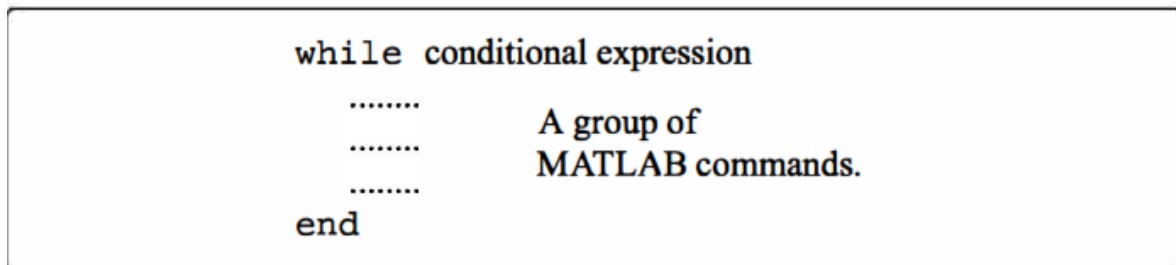 while conditional expression
........
A group of
........
MATLAB commands.
........
end